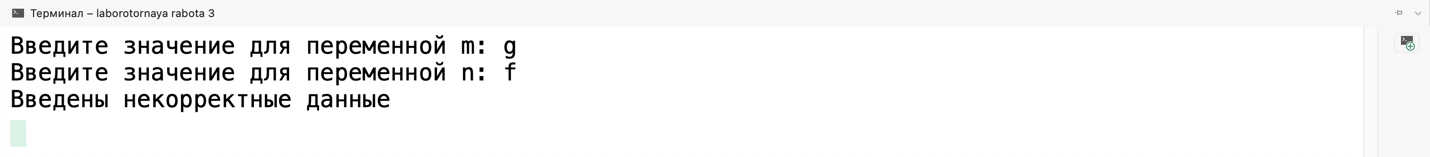 Терминал – laborotornaya rabota 3
Введите значение для переменной m: g
Введите значение для переменной n: f
Введены некорректные данные